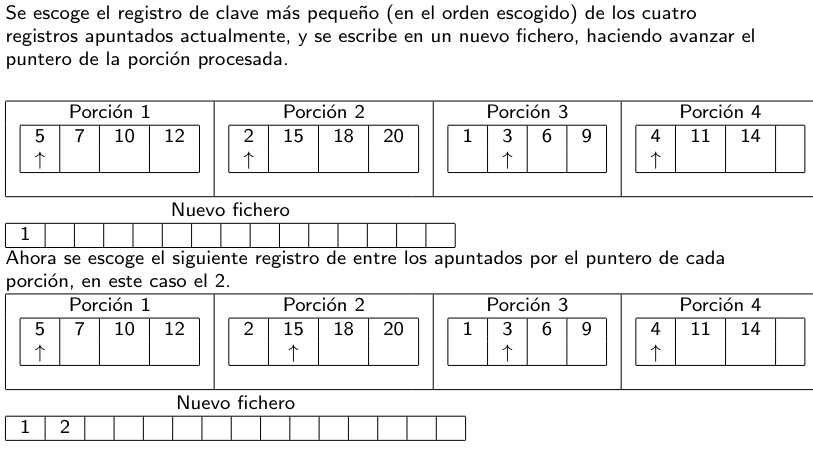 Se escoge el registro de clave más pequeño (en el orden escogido) de los cuatro
registros apuntados actualmente, y se escribe en un nuevo fichero, haciendo avanzar el
puntero de la porción procesada.
Porción 1 Porción 2 Porción 3 Porción 4
5 7 10 12 2 15 18 20 1 3 6 9 4 11 14
↑ ↑ ↑ ↑
Nuevo fichero
1
Ahora se escoge el siguiente registro de entre los apuntados por el puntero de cada
porción, en este caso el 2.
Porción 1 Porción 2 Porción 3 Porción 4
5 7 10 12 2 15 18 20 1 3 6 9 4 11 14
↑ ↑ ↑ ↑
Nuevo fichero
1 2